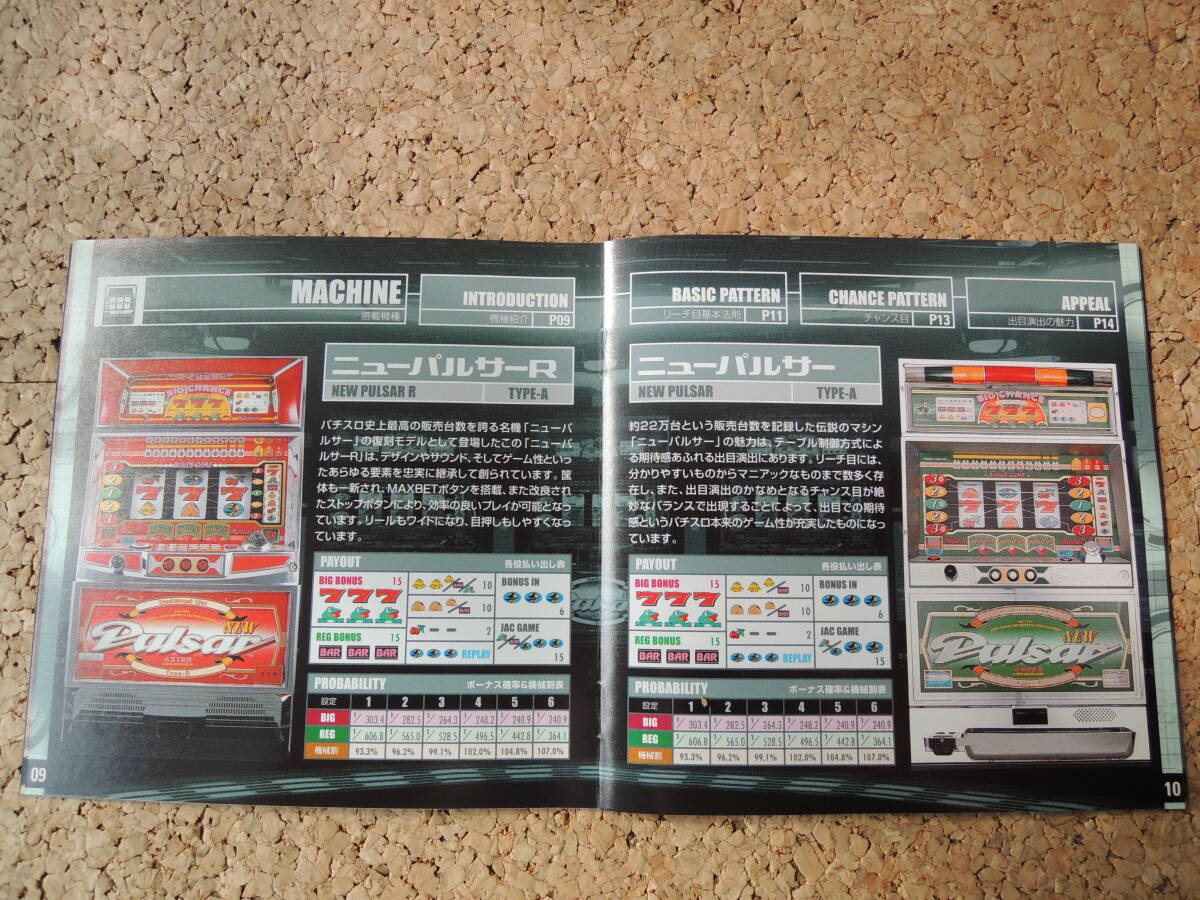 MACHINE
搭載機種
INTRODUCTION
機種紹介 P09
ニューパルサーR
NEW PULSAR R TYPE-A
パチスロ史上最高の販売台数を誇る名機「ニューパ
ルサー」の復刻モデルとして登場したこの「ニューパ
ルサーR」は、デザインやサウンド、そしてゲーム性といっ
たあらゆる要素を忠実に継承して創られています。筐
体も一新され、MAXBETボタンを搭載、また改良され
たストップボタンにより、効率の良いプレイが可能となっ
ています。リールもワイドになり、目押しもしやすくなっ
ています。
PAYOUT 各役払い出し表
BIG BONUS 15
777
REG BONUS 15
BAR BAR BAR
BAR 10
BAR 10
2
REPLAY
BONUS IN
6
JAC GAME
15
PROBABILITY ボーナス確率&機械割表
設定 1 2 3 4 5 6
BIG 1/303.4 1/282.5 1/264.3 1/248.2 1/240.9 1/240.9
REG 1/606.8 1/565.0 1/528.5 1/496.5 1/442.8 1/364.1
機械割 93.3% 96.2% 99.1% 102.0% 104.8% 107.0%
BIG CHANCE
777
NEW
Pulsar
EXTRA
Type-R
09
BASIC PATTERN
リーチ目基本法則 P11
CHANCE PATTERN
チャンス目 P13
APPEAL
出目演出の魅力 P14
ニューパルサー
NEW PULSAR TYPE-A
約22万台という販売台数を記録した伝説のマシン
「ニューパルサー」の魅力は、テーブル制御方式によ
る期待感あふれる出目演出にあります。リーチ目には、
分かりやすいものからマニアックなものまで数多く存
在し、また、出目演出のかなめとなるチャンス目が絶
妙なバランスで出現することによって、出目での期待
感というパチスロ本来のゲーム性が充実したものになっ
ています。
PAYOUT 各役払い出し表
BIG BONUS 15
777
REG BONUS 15
BAR BAR BAR
BAR 10
BAR 10
2
REPLAY
BONUS IN
6
JAC GAME
15
PROBABILITY ボーナス確率&機械割表
設定 1 2 3 4 5 6
BIG 1/303.4 1/282.5 1/264.3 1/248.2 1/240.9 1/240.9
REG 1/606.8 1/565.0 1/528.5 1/496.5 1/442.8 1/364.1
機械割 93.3% 96.2% 99.1% 102.0% 104.8% 107.0%
BIG CHANCE
777
NEW
Pulsar
10